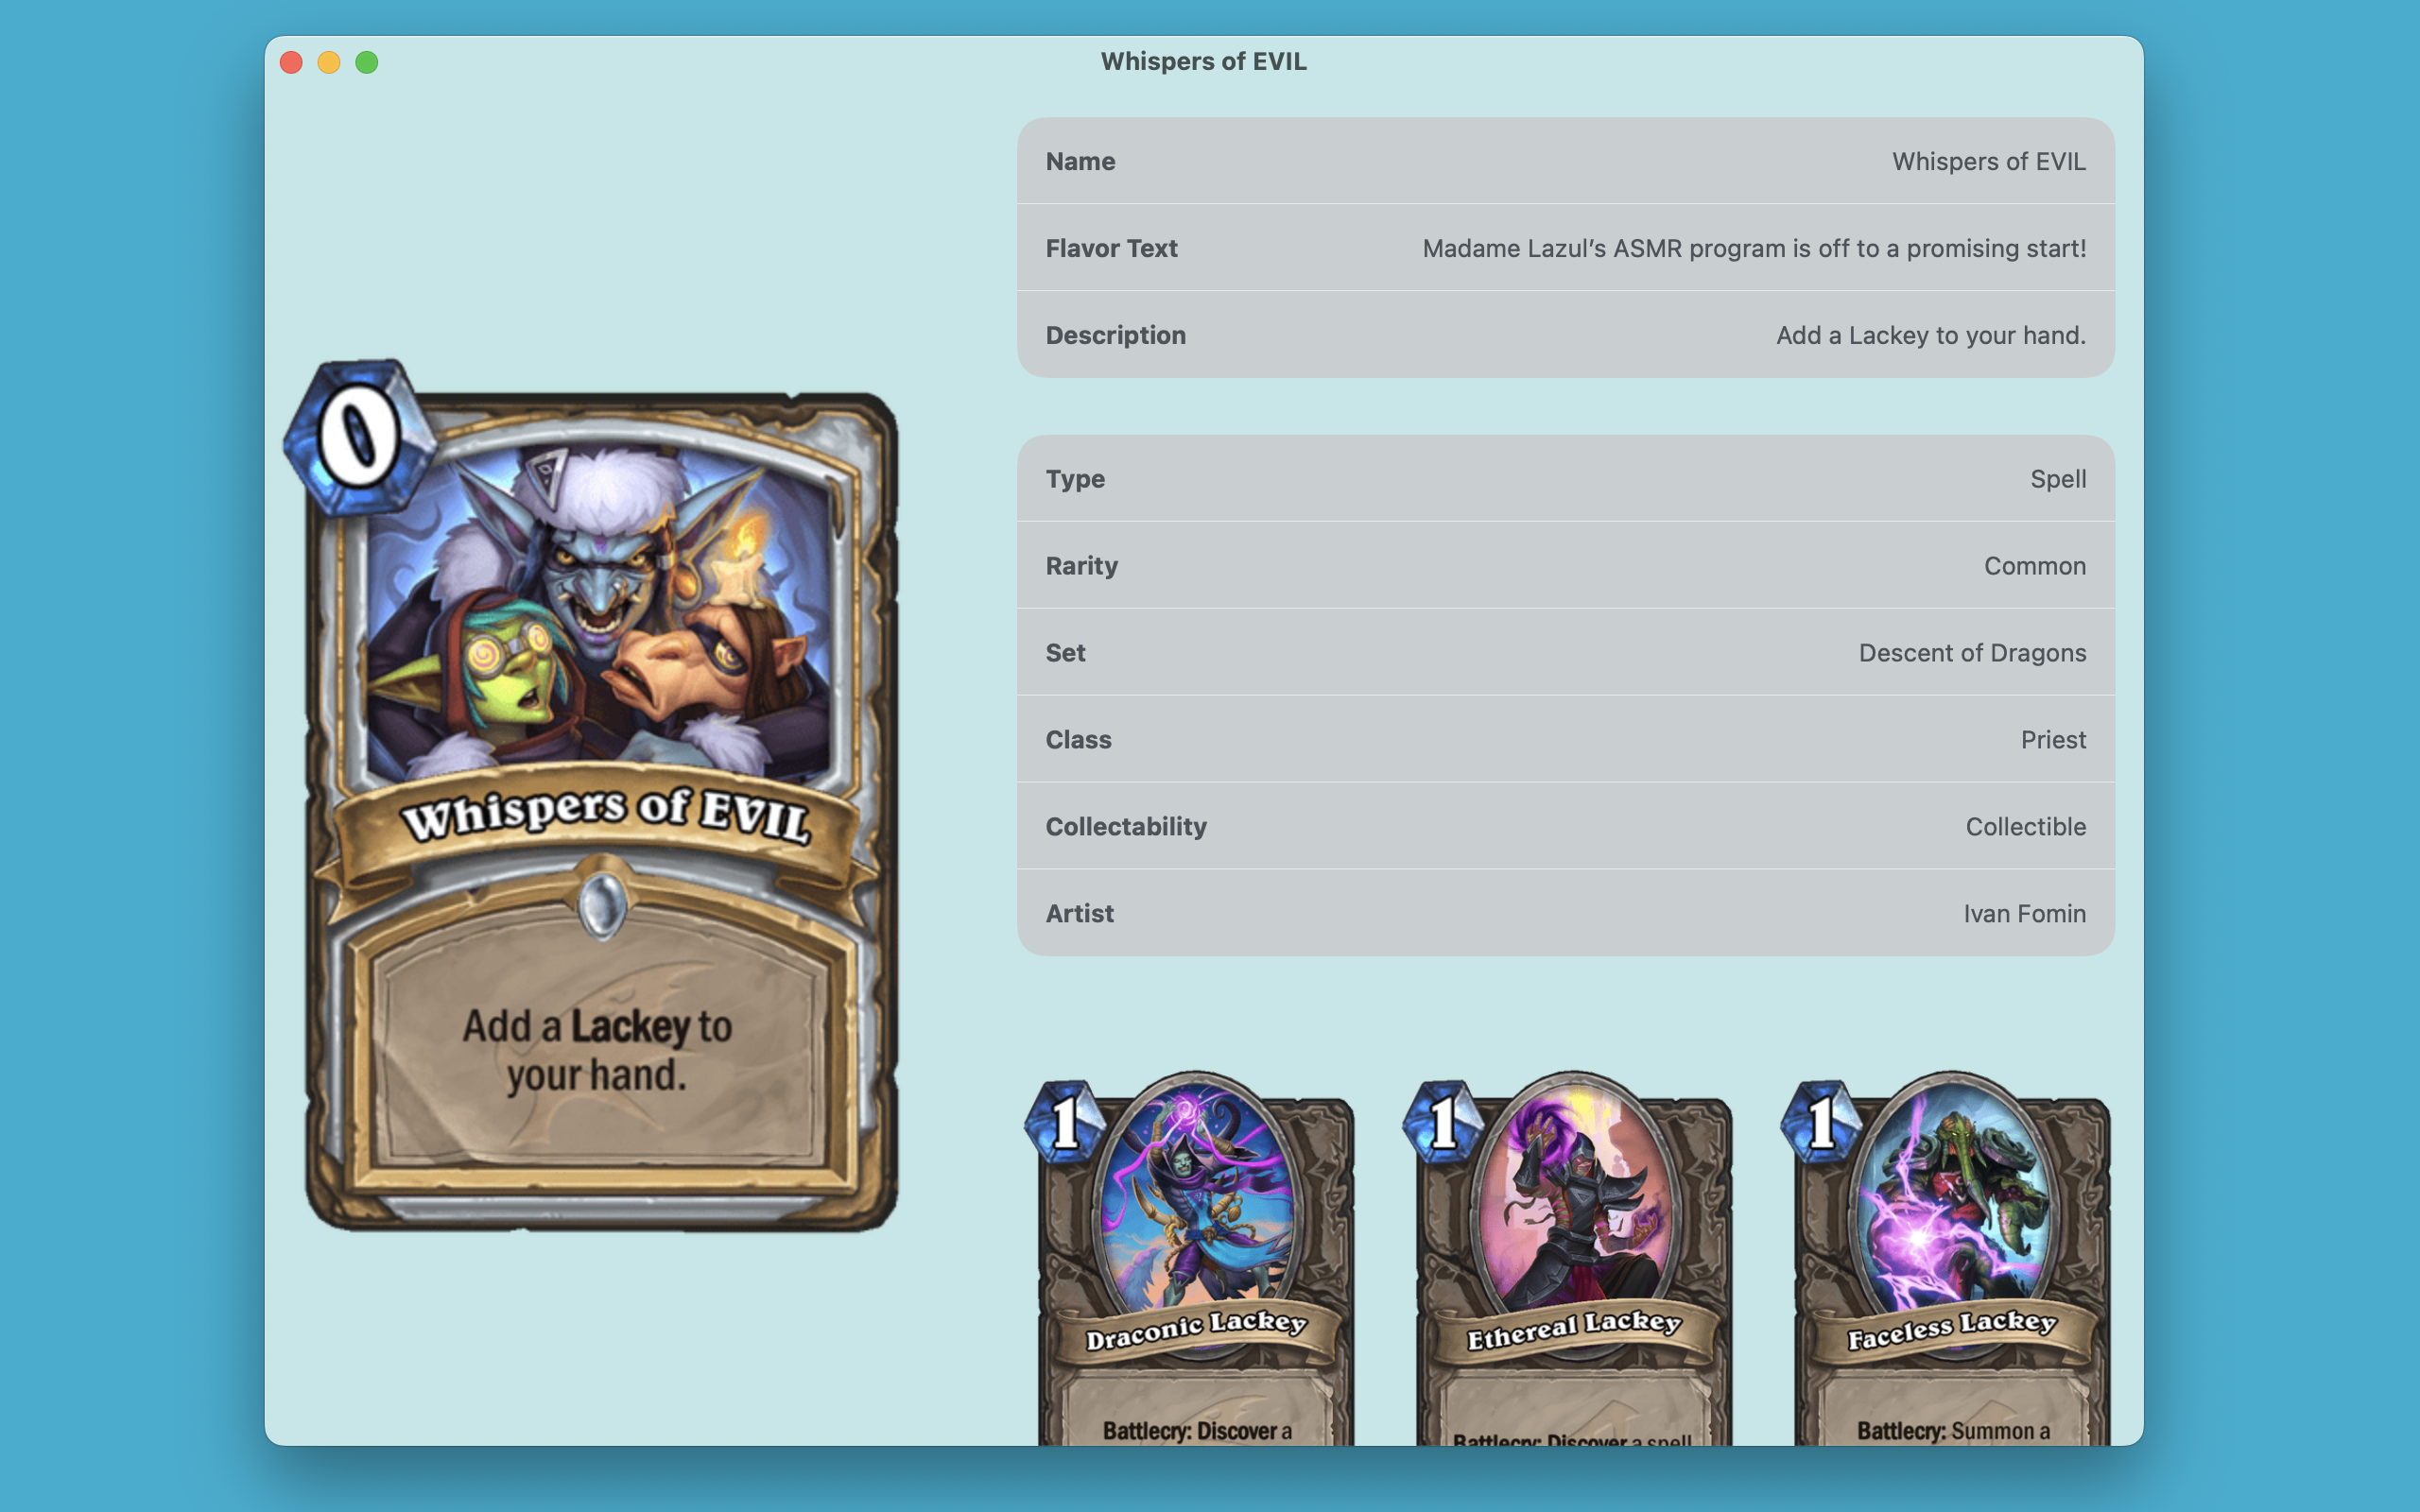 Whispers of EVIL
Name
Whispers of EVIL
Flavor Text
Madame Lazul’s ASMR program is off to a promising start!
Description
Add a Lackey to your hand.
0
Whispers of EVIL
Add a Lackey to
your hand.
Type
Spell
Rarity
Common
Set
Descent of Dragons
Class
Priest
Collectability
Collectible
Artist
Ivan Fomin
1
Draconic Lackey
Battlecry: Discover a
1
Ethereal Lackey
Battlecry: Discover a spell
1
Faceless Lackey
Battlecry: Summon a